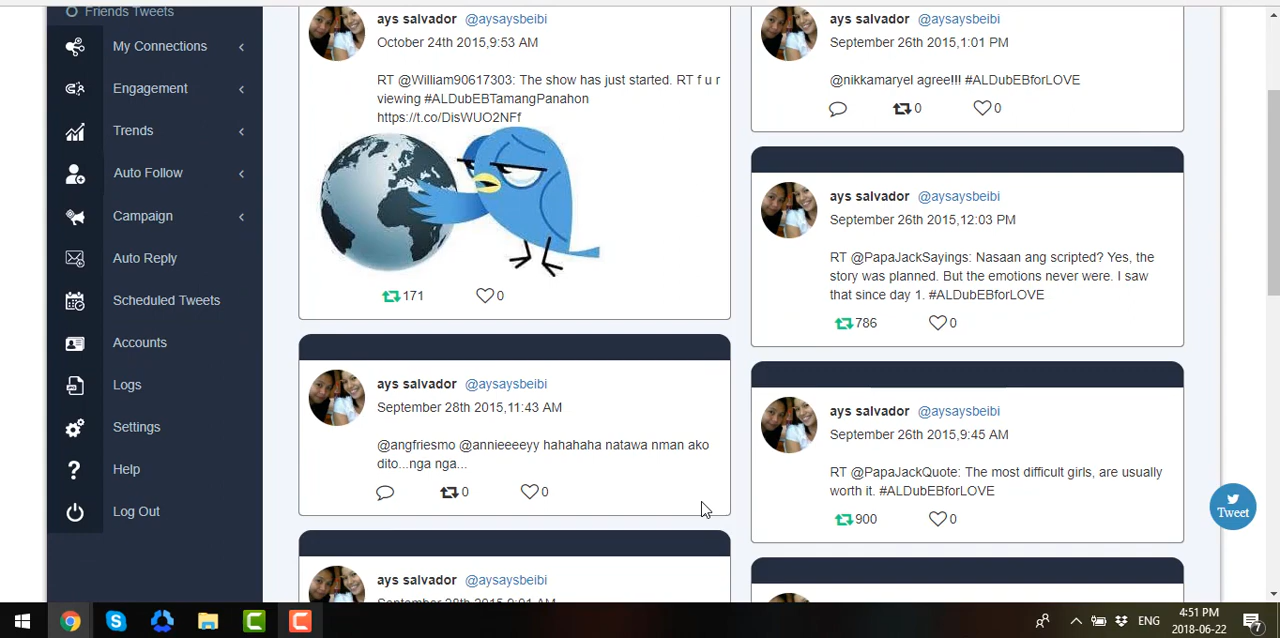 Friends Tweets
My Connections
Engagement
Trends
Auto Follow
Campaign
Auto Reply
Scheduled Tweets
Accounts
Logs
Settings
Help
Log Out
ays salvador @aysaysbeibi
October 24th 2015,9:53 AM
RT @William90617303: The show has just started. RT f u r
viewing #ALDubEBTamangPanahon
https://t.co/DisWUO2NFf
171 0
ays salvador @aysaysbeibi
September 28th 2015,11:43 AM
@angfriesmo @annieeeeyy hahahaha natawa nman ako
dito...nga nga...
0 0
ays salvador @aysaysbeibi
September 28th 2015,9:01 AM
ays salvador @aysaysbeibi
September 26th 2015,1:01 PM
@nikkamaryel agree!!! #ALDubEBforLOVE
0 0
ays salvador @aysaysbeibi
September 26th 2015,12:03 PM
RT @PapaJackSayings: Nasaan ang scripted? Yes, the
story was planned. But the emotions never were. I saw
that since day 1. #ALDubEBforLOVE
786 0
ays salvador @aysaysbeibi
September 26th 2015,9:45 AM
RT @PapaJackQuote: The most difficult girls, are usually
worth it. #ALDubEBforLOVE
900 0
Tweet
ENG
4:51 PM
2018-06-22
7